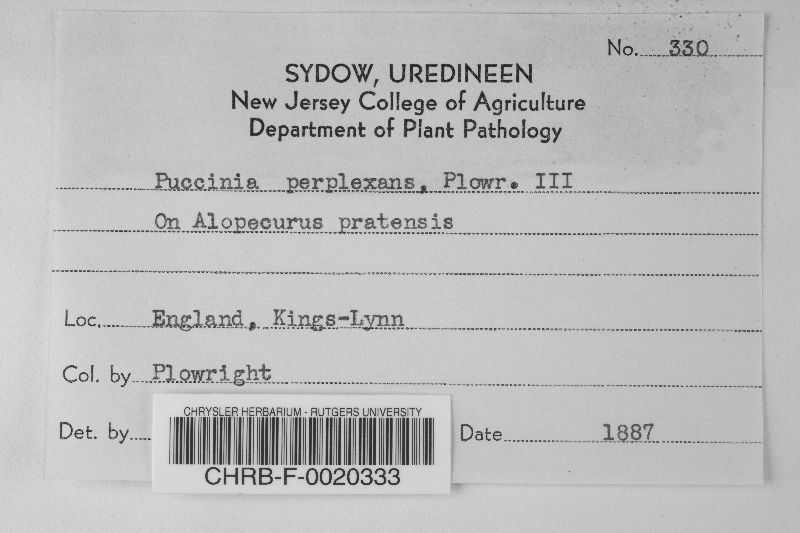 No. 330
SYDOW, UREDINEEN
New Jersey College of Agriculture
Department of Plant Pathology
Puccinia perplexans, Plowr. III
On Alopecurus pratensis
Loc. England, Kings-Lynn
Col. by Plowright
Det. by
Date 1887
CHRYSLER HERBARIUM - RUTGERS UNIVERSITY
CHRB-F-0020333